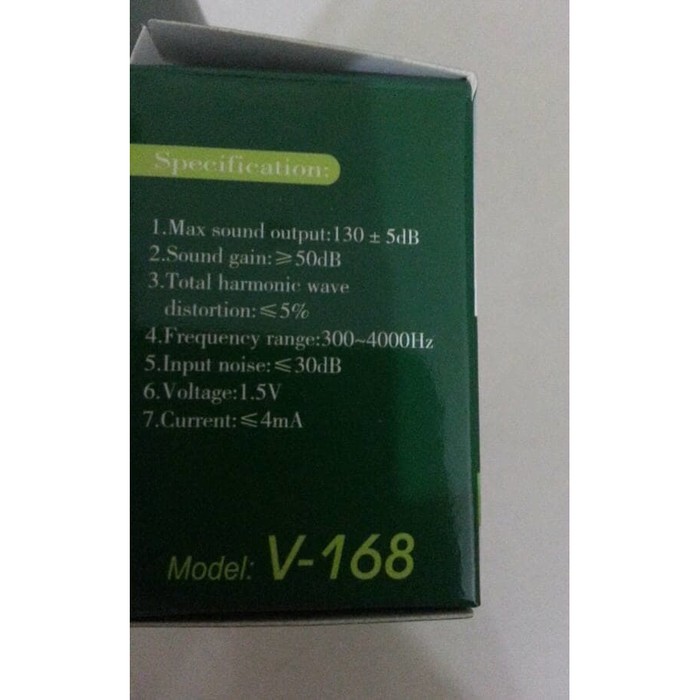 Specification:
1.Max sound output:130 ± 5dB
2.Sound gain:≥50dB
3.Total harmonic wave
distortion:≤5%
4.Frequency range:300~4000Hz
5.Input noise:≤30dB
6.Voltage:1.5V
7.Current:≤4mA
Model: V-168